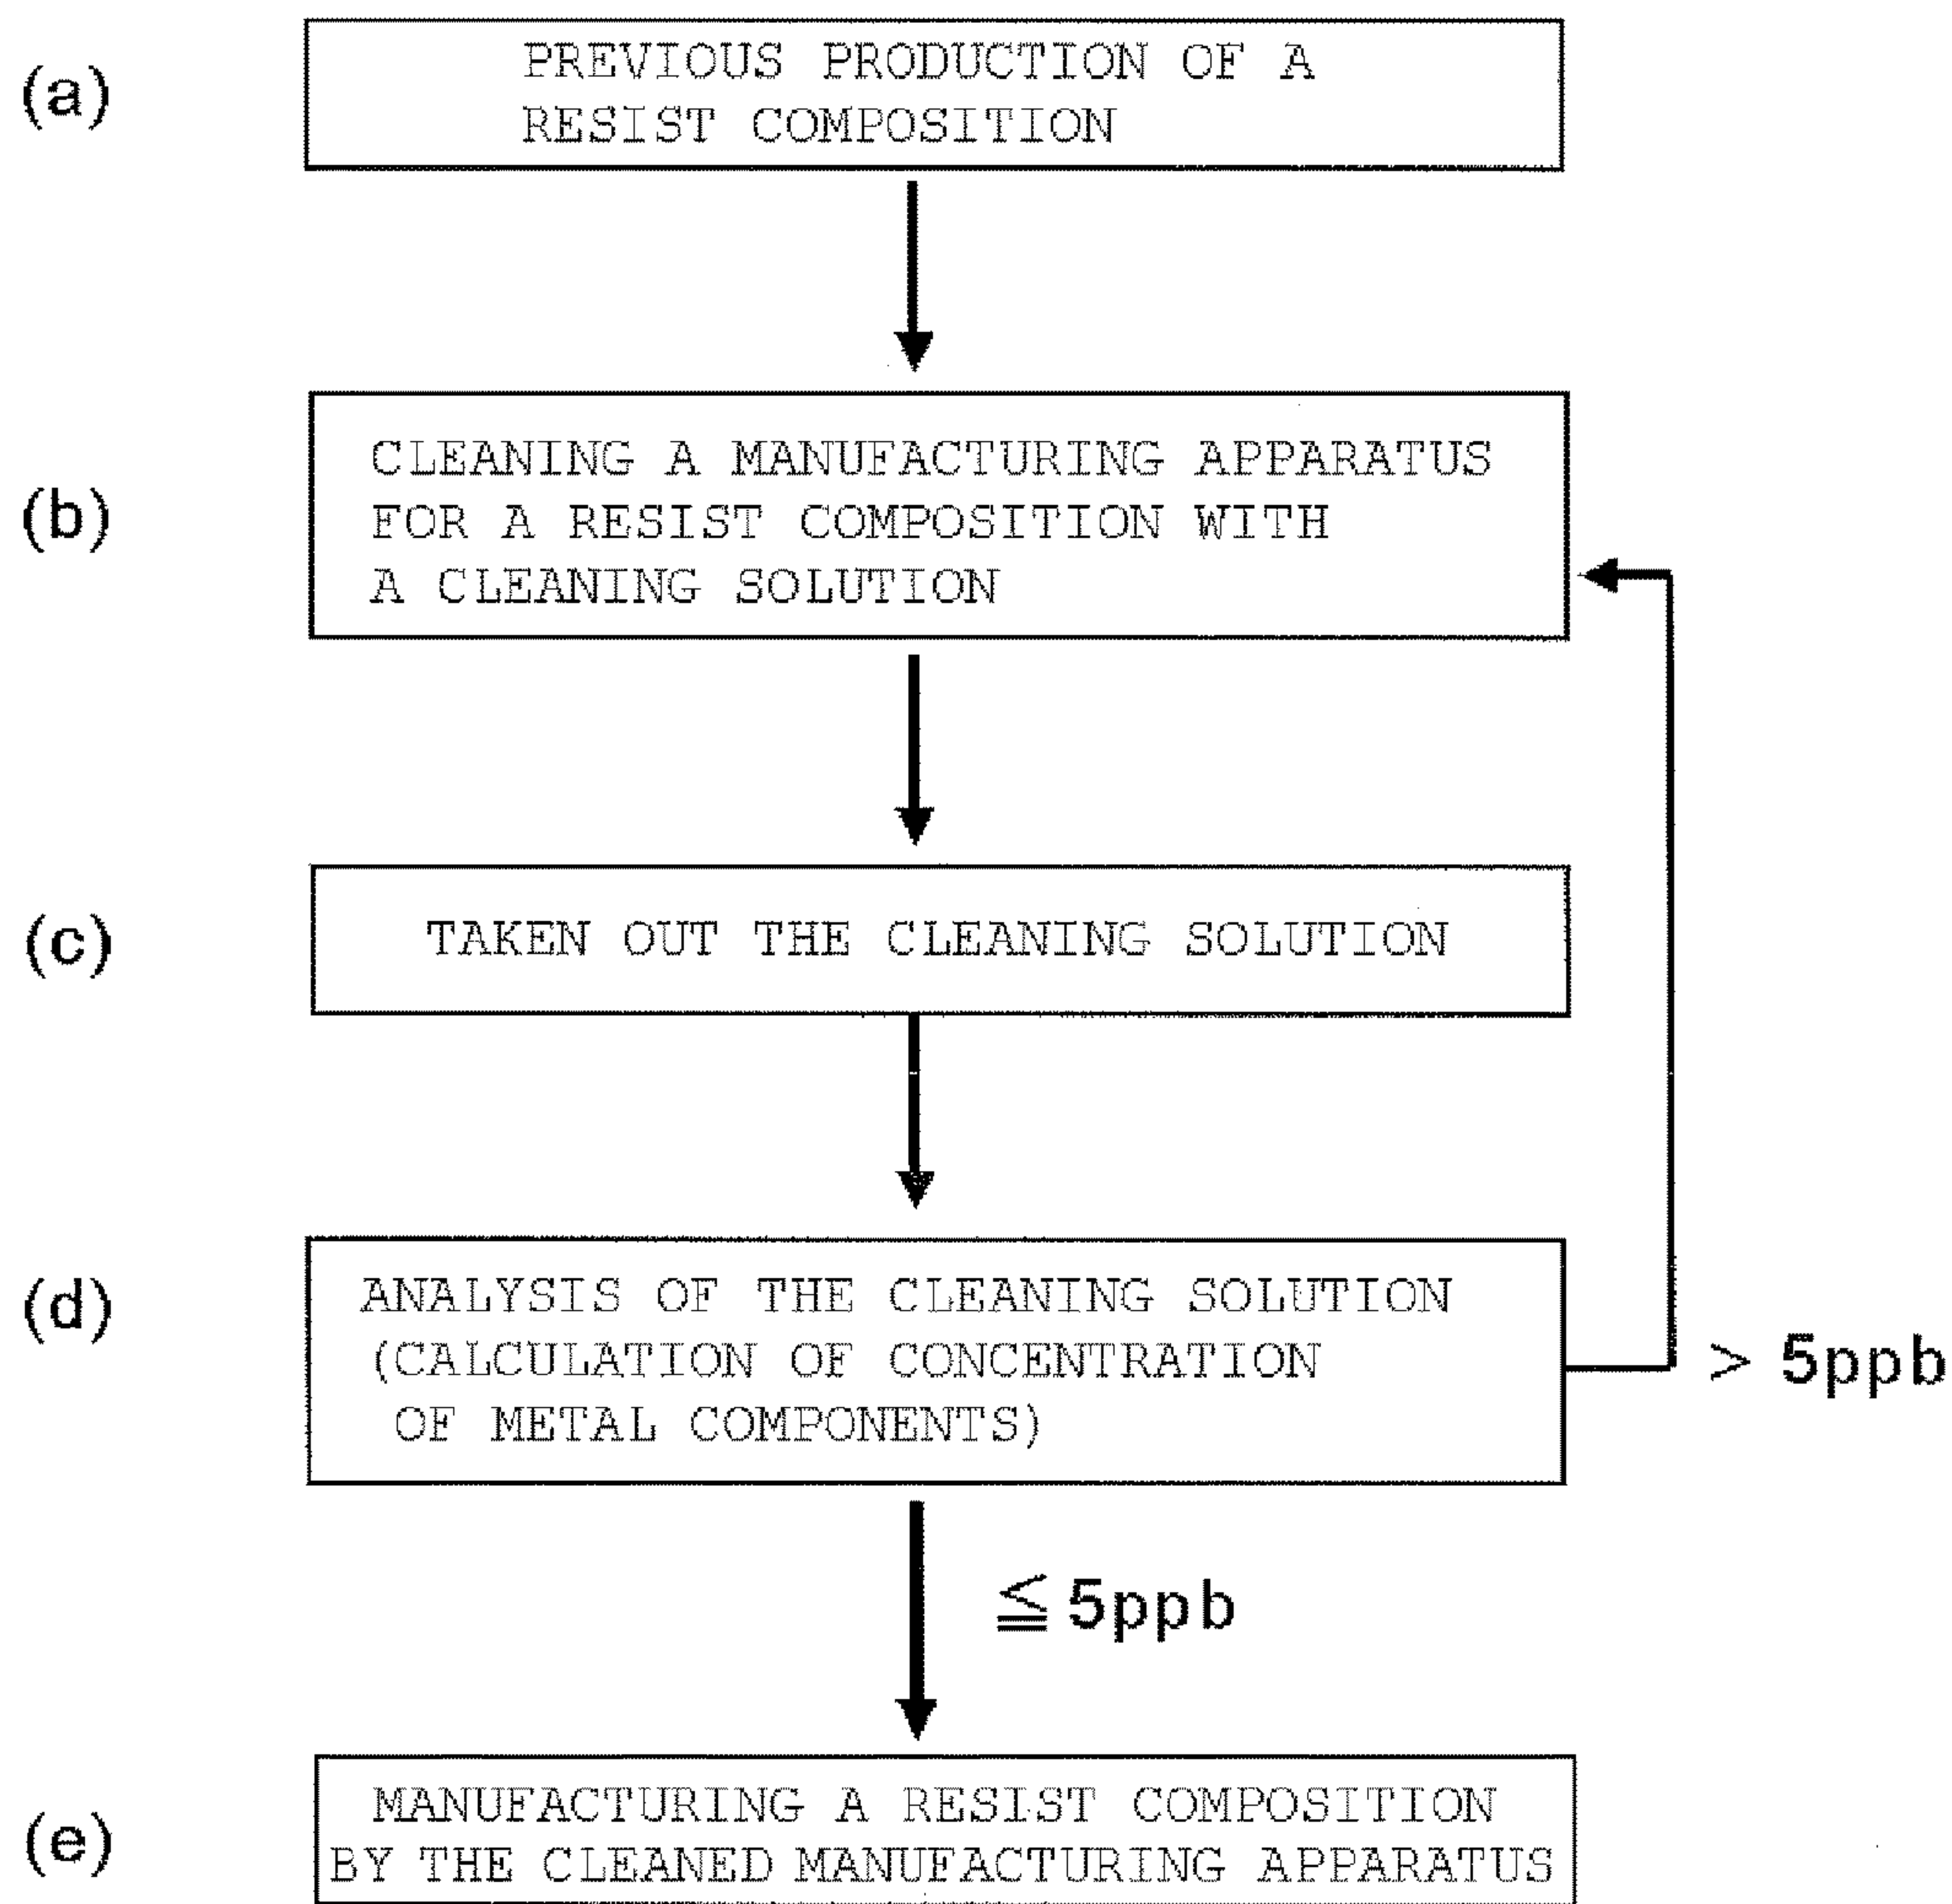 (a)
PREVIOUS PRODUCTION OF A
RESIST COMPOSITION
(b)
CLEANING A MANUFACTURING APPARATUS
FOR A RESIST COMPOSITION WITH
A CLEANING SOLUTION
(c)
TAKEN OUT THE CLEANING SOLUTION
(d)
ANALYSIS OF THE CLEANING SOLUTION
(CALCULATION OF CONCENTRATION
OF METAL COMPONENTS)
> 5ppb
≦ 5ppb
(e)
MANUFACTURING A RESIST COMPOSITION
BY THE CLEANED MANUFACTURING APPARATUS